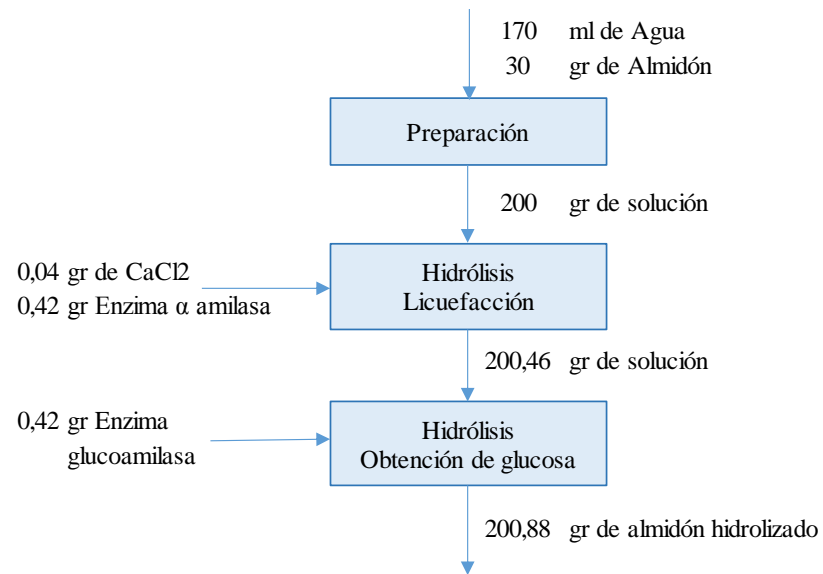 170 ml de Agua
30 gr de Almidón
Preparación
200 gr de solución
0,04 gr de CaCl2
0,42 gr Enzima α amilasa
Hidrólisis
Licuefacción
200,46 gr de solución
0,42 gr Enzima
glucoamilasa
Hidrólisis
Obtención de glucosa
200,88 gr de almidón hidrolizado